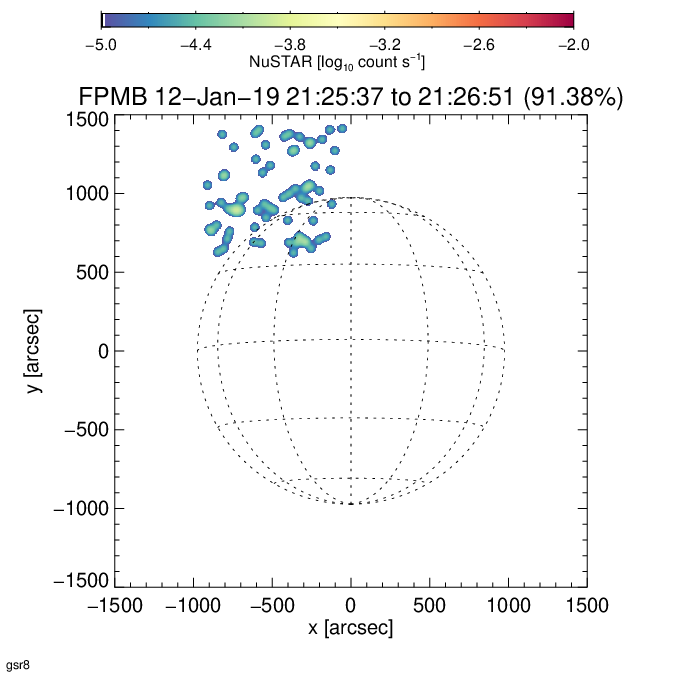 −5.0 −4.4 −3.8 −3.2 −2.6 −2.0
NuSTAR [log10 count s−1]
FPMB 12−Jan−19 21:25:37 to 21:26:51 (91.38%)
1500
1000
500
0
−500
−1000
−1500
y [arcsec]
−1500 −1000 −500 0 500 1000 1500
x [arcsec]
gsr8